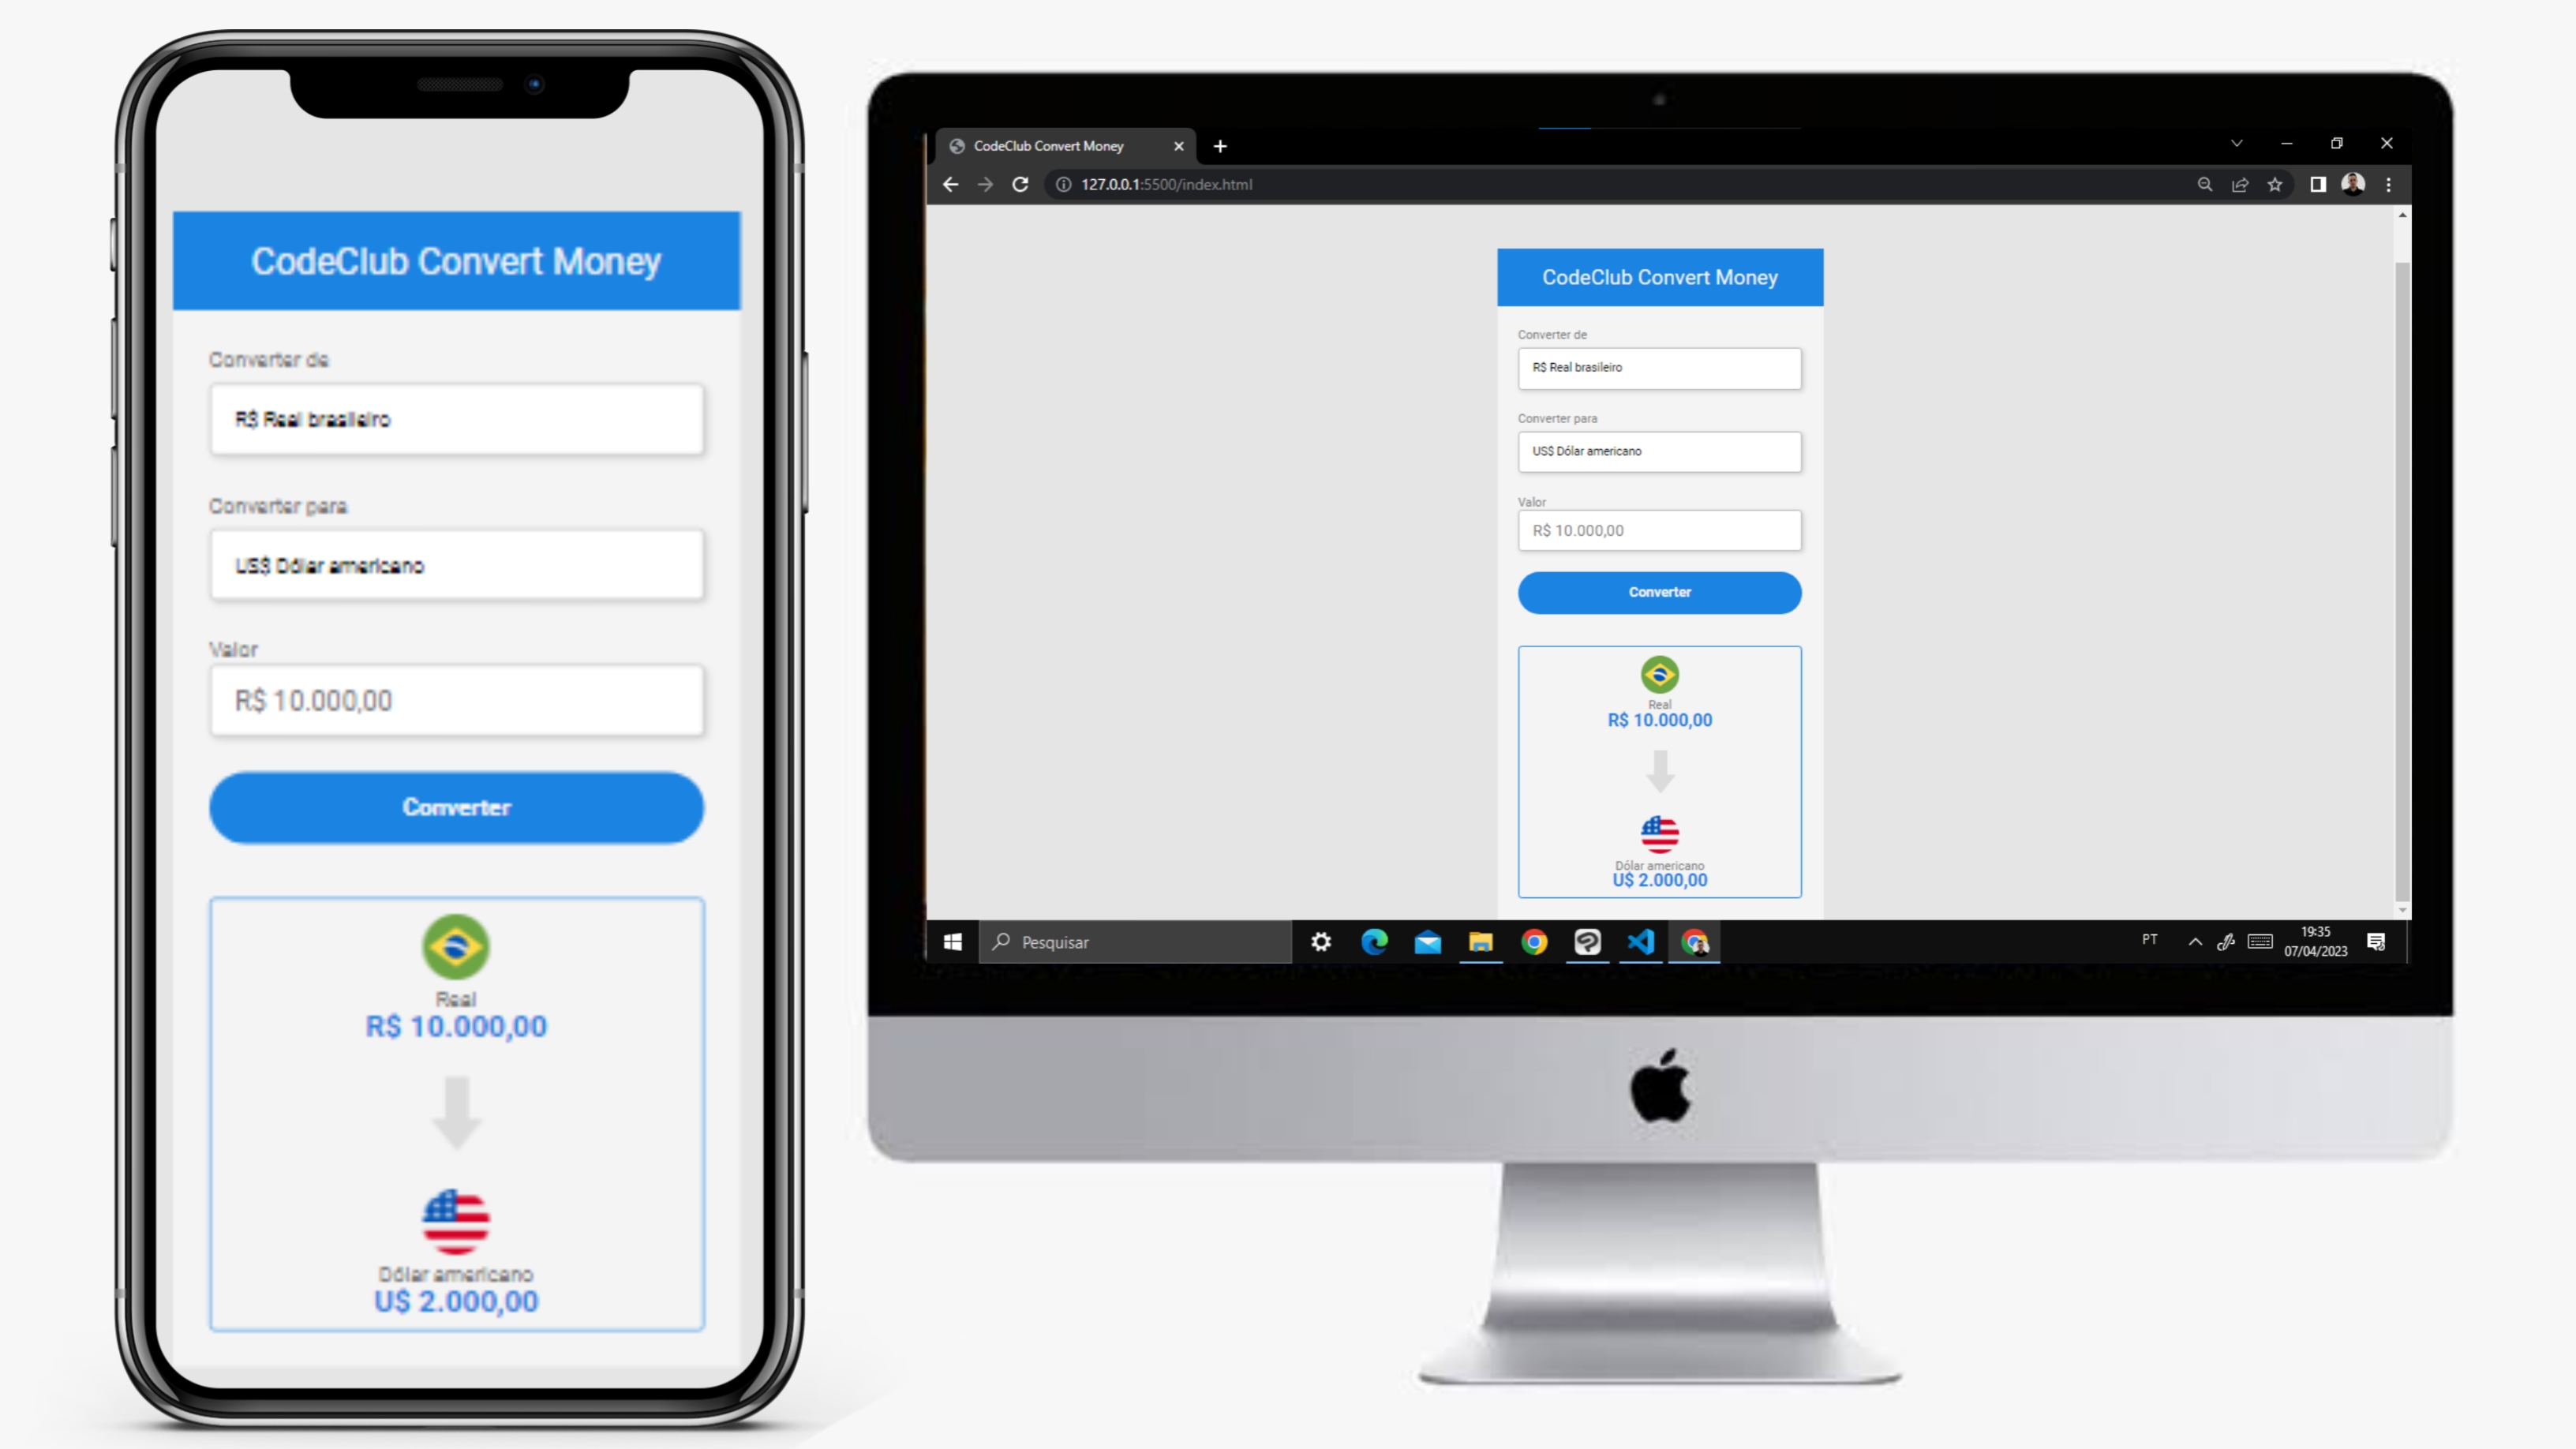 CodeClub Convert Money
Converter de
R$ Real brasileiro
Converter para
US$ Dólar americano
Valor
R$ 10.000,00
Converter
Real
R$ 10.000,00
Dólar americano
U$ 2.000,00
CodeClub Convert Money
127.0.0.1:5500/index.html
CodeClub Convert Money
Converter de
R$ Real brasileiro
Converter para
US$ Dólar americano
Valor
R$ 10.000,00
Converter
Real
R$ 10.000,00
Dólar americano
U$ 2.000,00
Pesquisar
PT
19:35
07/04/2023